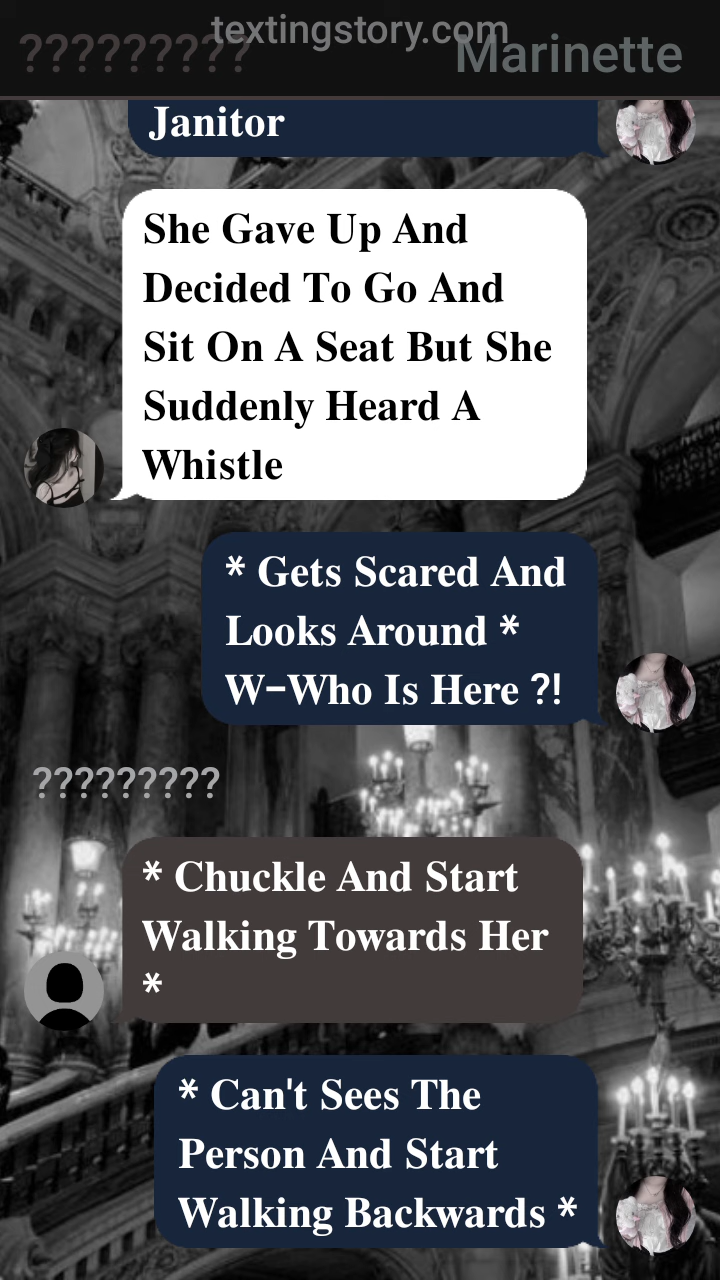 textingstory.com
????????? Marinette
Janitor
She Gave Up And
Decided To Go And
Sit On A Seat But She
Suddenly Heard A
Whistle
* Gets Scared And
Looks Around *
W-Who Is Here ?!
?????????
* Chuckle And Start
Walking Towards Her
*
* Can't Sees The
Person And Start
Walking Backwards *